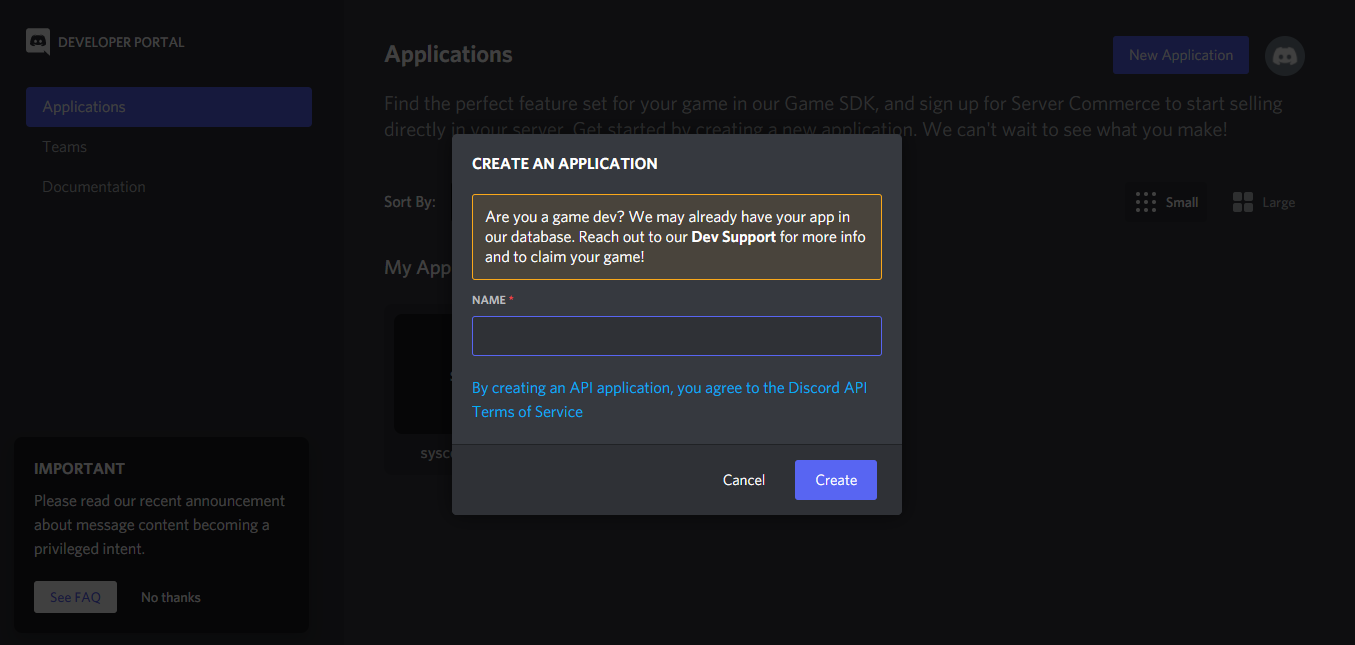 DEVELOPER PORTAL
Applications
Teams
Documentation
IMPORTANT
Please read our recent announcement
about message content becoming a
privileged intent.
See FAQ
No thanks
Applications
New Application
Find the perfect feature set for your game in our Game SDK, and sign up for Server Commerce to start selling
directly in your server. Get started by creating a new application. We can't wait to see what you make!
Sort By:
Small
Large
My App
CREATE AN APPLICATION
Are you a game dev? We may already have your app in
our database. Reach out to our Dev Support for more info
and to claim your game!
NAME *
By creating an API application, you agree to the Discord API
Terms of Service
Cancel
Create